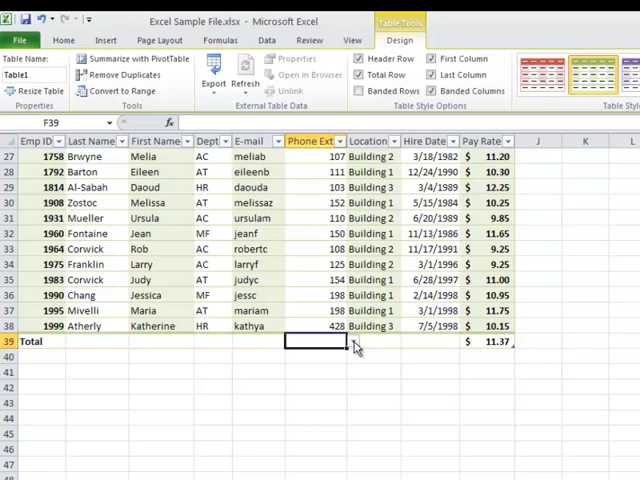 Excel Sample File.xlsx - Microsoft Excel
Table Tools
File Home Insert Page Layout Formulas Data Review View Design
Table Name:
Table1
Resize Table
Properties
Summarize with PivotTable
Remove Duplicates
Convert to Range
Tools
Export Refresh
Properties
Open in Browser
Unlink
External Table Data
Header Row First Column
Total Row Last Column
Banded Rows Banded Columns
Table Style Options
Table Style
F39 fx
Emp ID Last Name First Name Dept E-mail Phone Ext Location Hire Date Pay Rate J K L
27 1758 Brwyne Melia AC meliab 107 Building 2 3/18/1982 $ 11.20
28 1792 Barton Eileen AT eileenb 111 Building 1 12/24/1990 $ 10.30
29 1814 Al-Sabah Daoud HR daouda 103 Building 3 3/4/1989 $ 12.25
30 1908 Zostoc Melissa AT melissaz 152 Building 1 5/15/1984 $ 10.25
31 1931 Mueller Ursula AC ursulam 110 Building 2 6/20/1989 $ 9.85
32 1960 Fontaine Jean MF jeanf 150 Building 1 11/13/1986 $ 11.65
33 1964 Corwick Rob AC robertc 108 Building 2 11/17/1991 $ 9.25
34 1975 Franklin Larry AC larryf 125 Building 2 3/1/1996 $ 9.25
35 1983 Corwick Judy AT judyc 154 Building 1 6/28/1997 $ 11.00
36 1990 Chang Jessica MF jessc 198 Building 1 2/14/1998 $ 10.95
37 1995 Mivelli Maria AC mariam 198 Building 1 3/1/1998 $ 11.75
38 1999 Atherly Katherine HR kathya 428 Building 3 7/5/1998 $ 10.15
39 Total $ 11.37
40
41
42
43
44
45
46
47